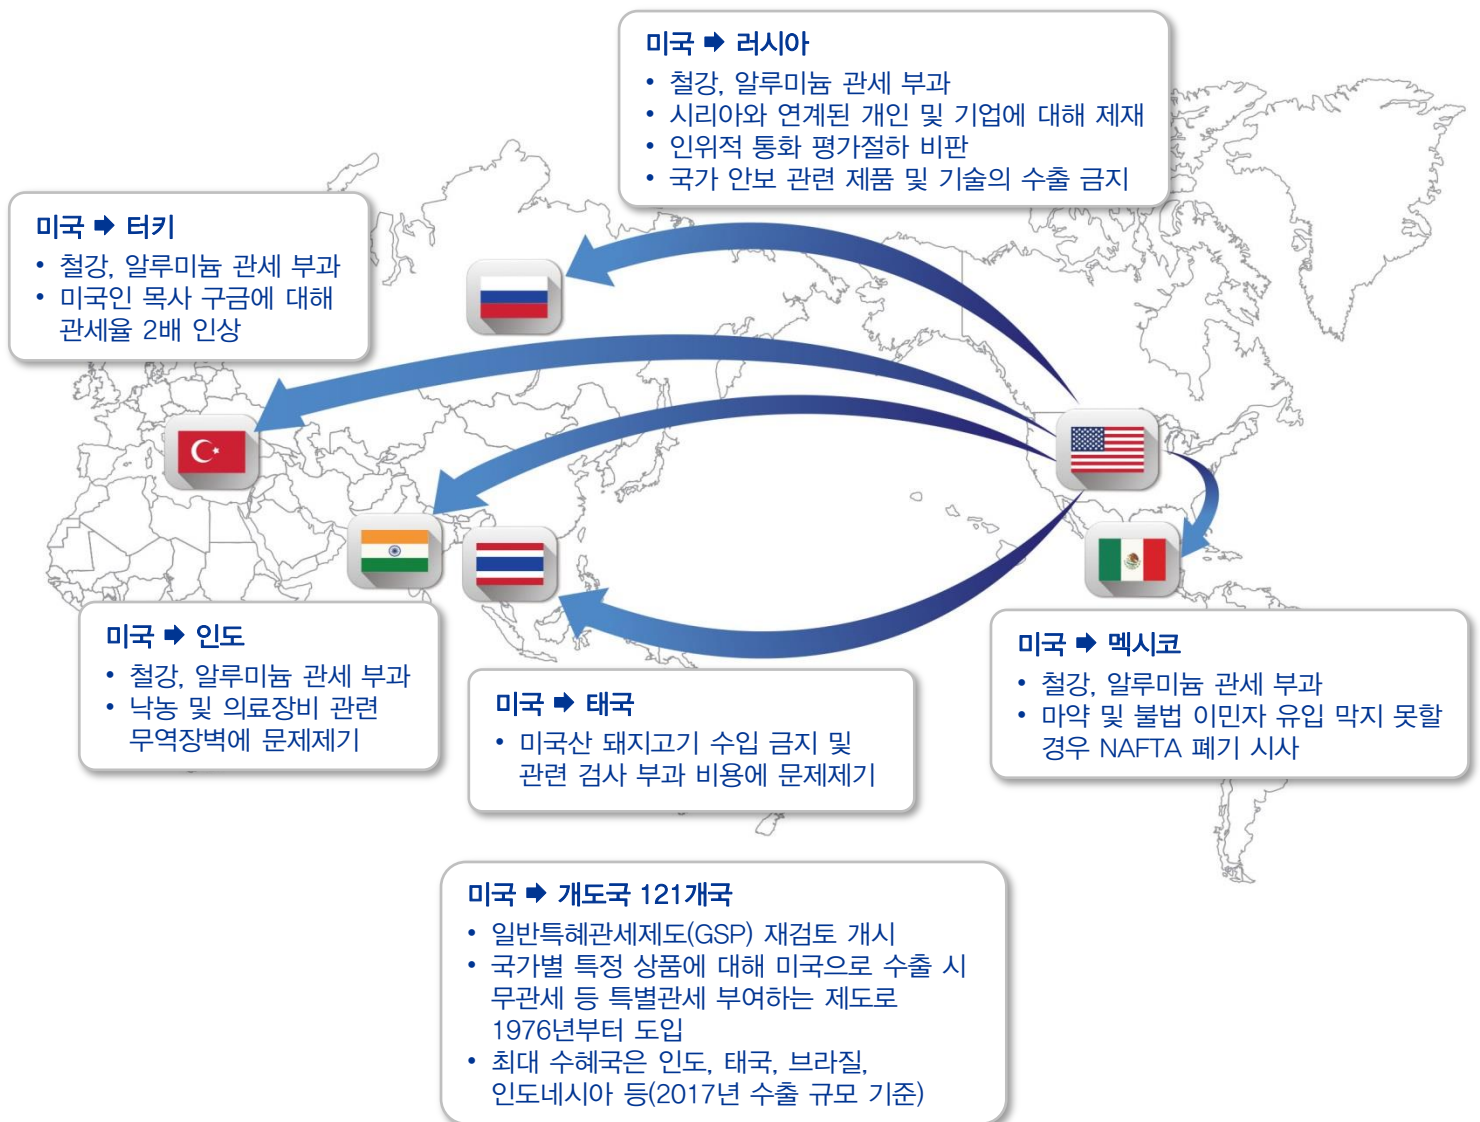 미국 ➡ 러시아
• 철강, 알루미늄 관세 부과
• 시리아와 연계된 개인 및 기업에 대해 제재
• 인위적 통화 평가절하 비판
• 국가 안보 관련 제품 및 기술의 수출 금지
미국 ➡ 터키
• 철강, 알루미늄 관세 부과
• 미국인 목사 구금에 대해
관세율 2배 인상
미국 ➡ 인도
• 철강, 알루미늄 관세 부과
• 낙농 및 의료장비 관련
무역장벽에 문제제기
미국 ➡ 태국
• 미국산 돼지고기 수입 금지 및
관련 검사 부과 비용에 문제제기
미국 ➡ 멕시코
• 철강, 알루미늄 관세 부과
• 마약 및 불법 이민자 유입 막지 못할
경우 NAFTA 폐기 시사
미국 ➡ 개도국 121개국
• 일반특혜관세제도(GSP) 재검토 개시
• 국가별 특정 상품에 대해 미국으로 수출 시
무관세 등 특별관세 부여하는 제도로
1976년부터 도입
• 최대 수혜국은 인도, 태국, 브라질,
인도네시아 등(2017년 수출 규모 기준)